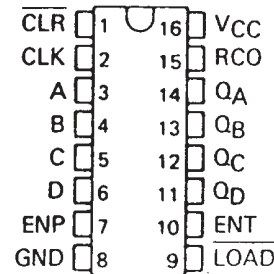 CLR 1 16 VCC
CLK 2 15 RCO
A 3 14 QA
B 4 13 QB
C 5 12 QC
D 6 11 QD
ENP 7 10 ENT
GND 8 9 LOAD